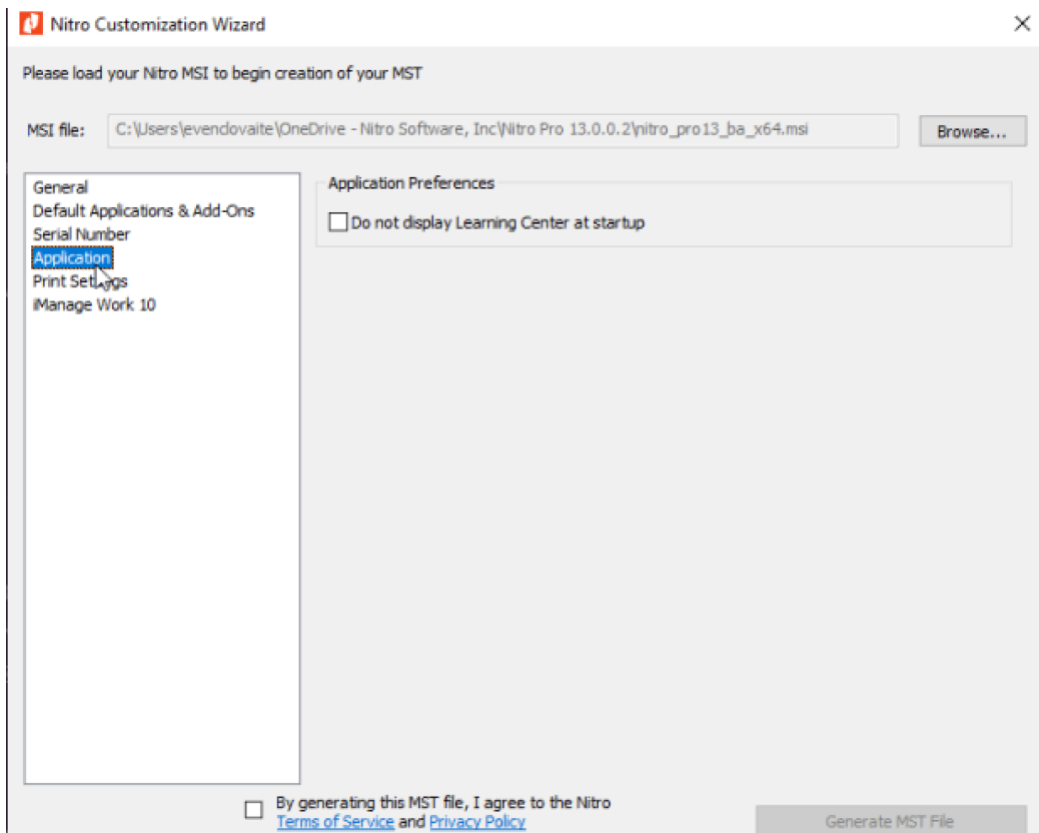 Nitro Customization Wizard
Please load your Nitro MSI to begin creation of your MST
MSI file: C:\Users\evendovaite\OneDrive - Nitro Software, Inc\Nitro Pro 13.0.0.2\nitro_pro13_ba_x64.msi Browse...
General
Default Applications & Add-Ons
Serial Number
Application
Print Settings
iManage Work 10
Application Preferences
Do not display Learning Center at startup
By generating this MST file, I agree to the Nitro
Terms of Service and Privacy Policy
Generate MST File